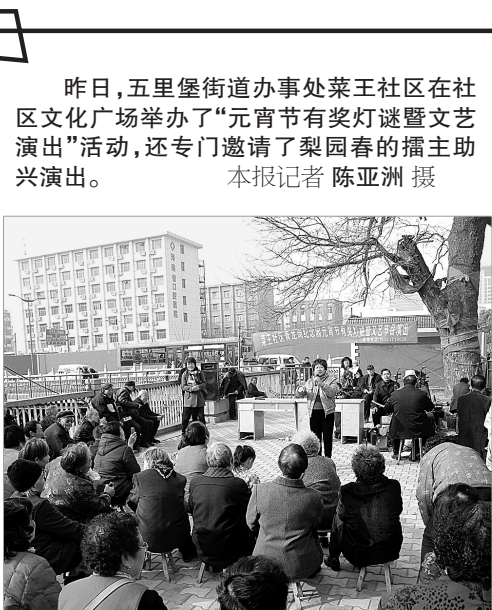 昨日，五里堡街道办事处菜王社区在社
区文化广场举办了“元宵节有奖灯谜暨文艺
演出”活动，还专门邀请了梨园春的擂主助
兴演出。 本报记者 陈亚洲 摄